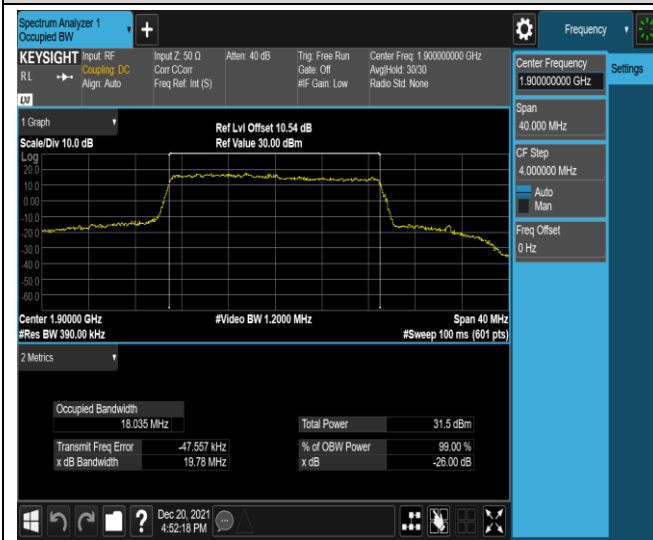 Spectrum Analyzer 1
Occupied BW
+
Frequency
KEYSIGHT
Input: RF
Input Z: 50 Ω
Atten: 40 dB
Trig: Free Run
Center Freq: 1.900000000 GHz
RL
Coupling: DC
Corr CCorr
Gate: Off
Avg|Hold: 30/30
Align: Auto
Freq Ref: Int (S)
#IF Gain: Low
Radio Std: None
LXI
Center Frequency
1.900000000 GHz
Settings
Span
40.000 MHz
CF Step
4.000000 MHz
Auto
Man
Freq Offset
0 Hz
1 Graph
Ref Lvl Offset 10.54 dB
Scale/Div 10.0 dB
Ref Value 30.00 dBm
Log
20.0
10.0
0.00
-10.0
-20.0
-30.0
-40.0
-50.0
-60.0
Center 1.90000 GHz
#Video BW 1.2000 MHz
Span 40 MHz
#Res BW 390.00 kHz
#Sweep 100 ms (601 pts)
2 Metrics
Occupied Bandwidth
18.035 MHz
Total Power
31.5 dBm
Transmit Freq Error
-47.557 kHz
% of OBW Power
99.00 %
x dB Bandwidth
19.78 MHz
x dB
-26.00 dB
?
Dec 20, 2021
4:52:18 PM